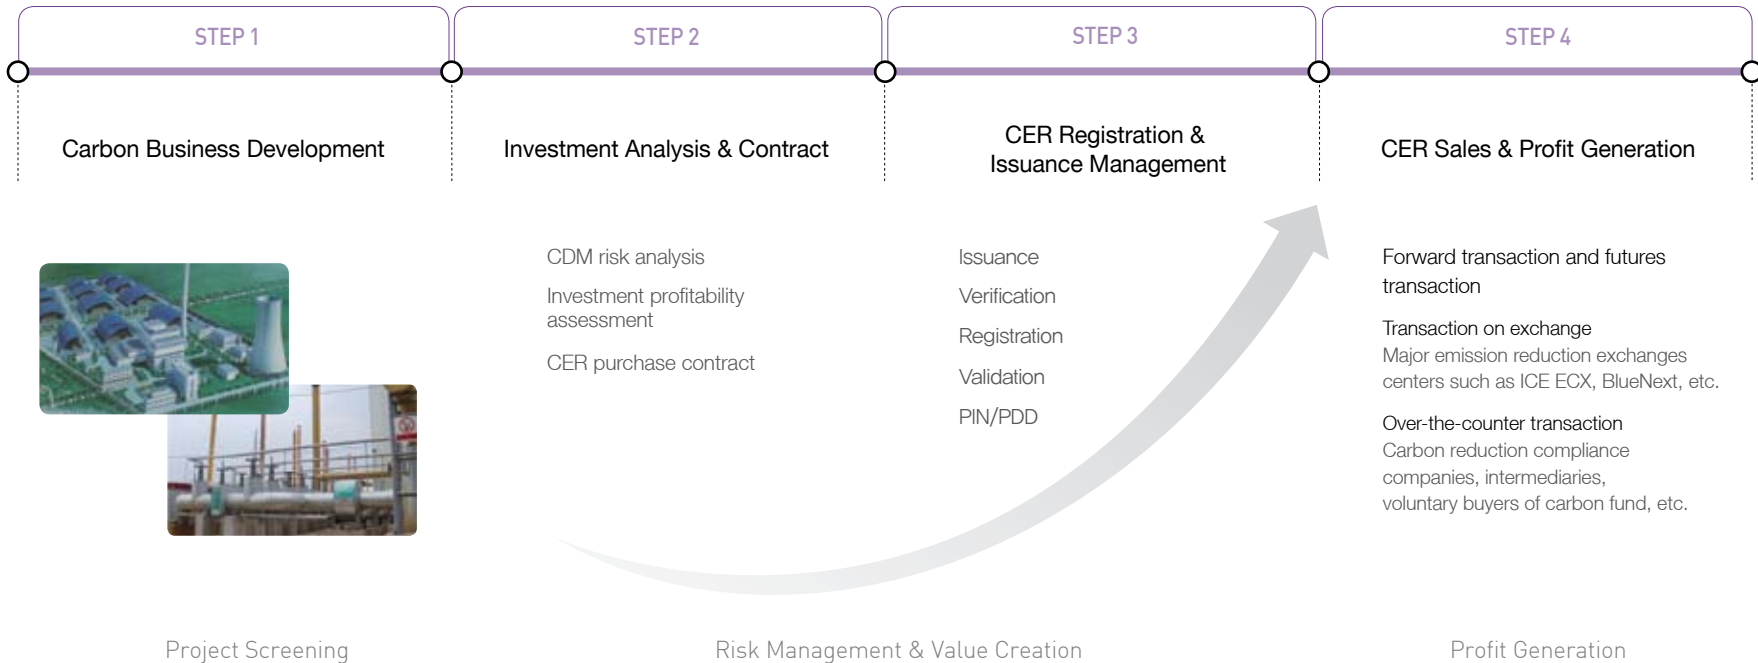 STEP 1
STEP 2
STEP 3
STEP 4
Carbon Business Development
Investment Analysis & Contract
CER Registration &
Issuance Management
CER Sales & Profit Generation
CDM risk analysis
Investment profitability
assessment
CER purchase contract
Issuance
Verification
Registration
Validation
PIN/PDD
Forward transaction and futures
transaction
Transaction on exchange
Major emission reduction exchanges
centers such as ICE ECX, BlueNext, etc.
Over-the-counter transaction
Carbon reduction compliance
companies, intermediaries,
voluntary buyers of carbon fund, etc.
Project Screening
Risk Management & Value Creation
Profit Generation